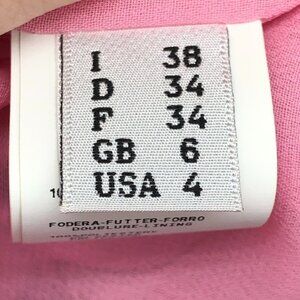 I 38
D 34
F 34
GB 6
USA 4
FODERA-FUTTER-FORRO
DOUBLURE-LINING